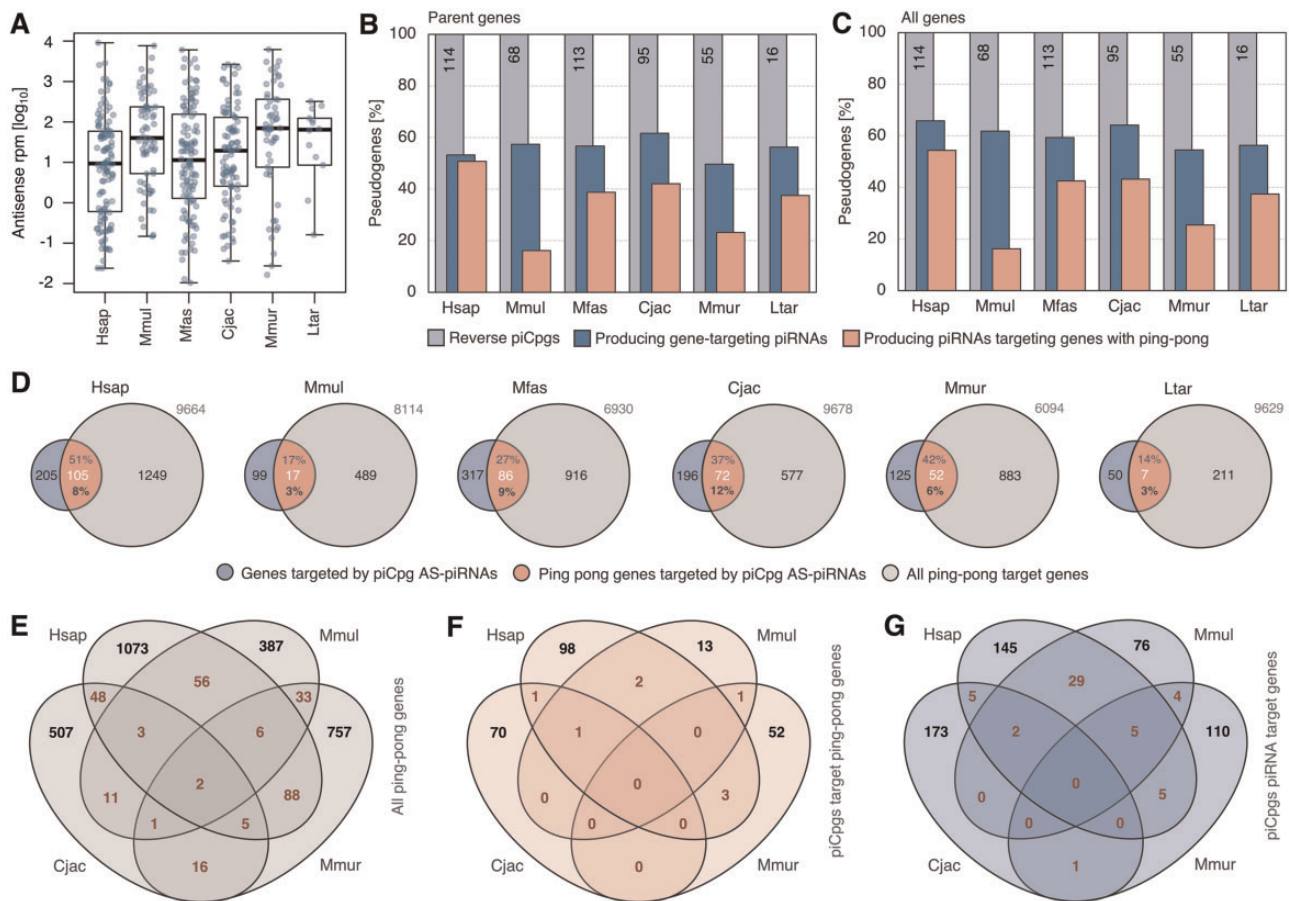 A
Antisense rpm [log10]
4
3
2
1
0
-1
-2
Hsap
Mmul
Mfas
Cjac
Mmur
Ltar
B
Parent genes
Pseudogenes [%]
100
80
60
40
20
0
114
68
113
95
55
16
Hsap Mmul Mfas Cjac Mmur Ltar
C
All genes
Pseudogenes [%]
100
80
60
40
20
0
114
68
113
95
55
16
Hsap Mmul Mfas Cjac Mmur Ltar
Reverse piCpgs Producing gene-targeting piRNAs Producing piRNAs targeting genes with ping-pong
D
Hsap
9664
205
51%
105
8%
1249
Mmul
8114
99
17%
17
3%
489
Mfas
6930
317
27%
86
9%
916
Cjac
9678
196
37%
72
12%
577
Mmur
6094
125
42%
52
6%
883
Ltar
9629
50
14%
7
3%
211
Genes targeted by piCpg AS-piRNAs Ping pong genes targeted by piCpg AS-piRNAs All ping-pong target genes
E
Hsap
Mmul
1073
387
48
56
33
507
3
6
757
2
11
88
1
5
16
Cjac
Mmur
All ping-pong genes
F
Hsap
Mmul
98
13
1
2
1
70
1
0
52
0
0
3
0
0
0
Cjac
Mmur
piCpgs target ping-pong genes
G
Hsap
Mmul
145
76
5
29
4
173
2
5
110
0
0
5
0
0
1
Cjac
Mmur
piCpgs piRNA target genes